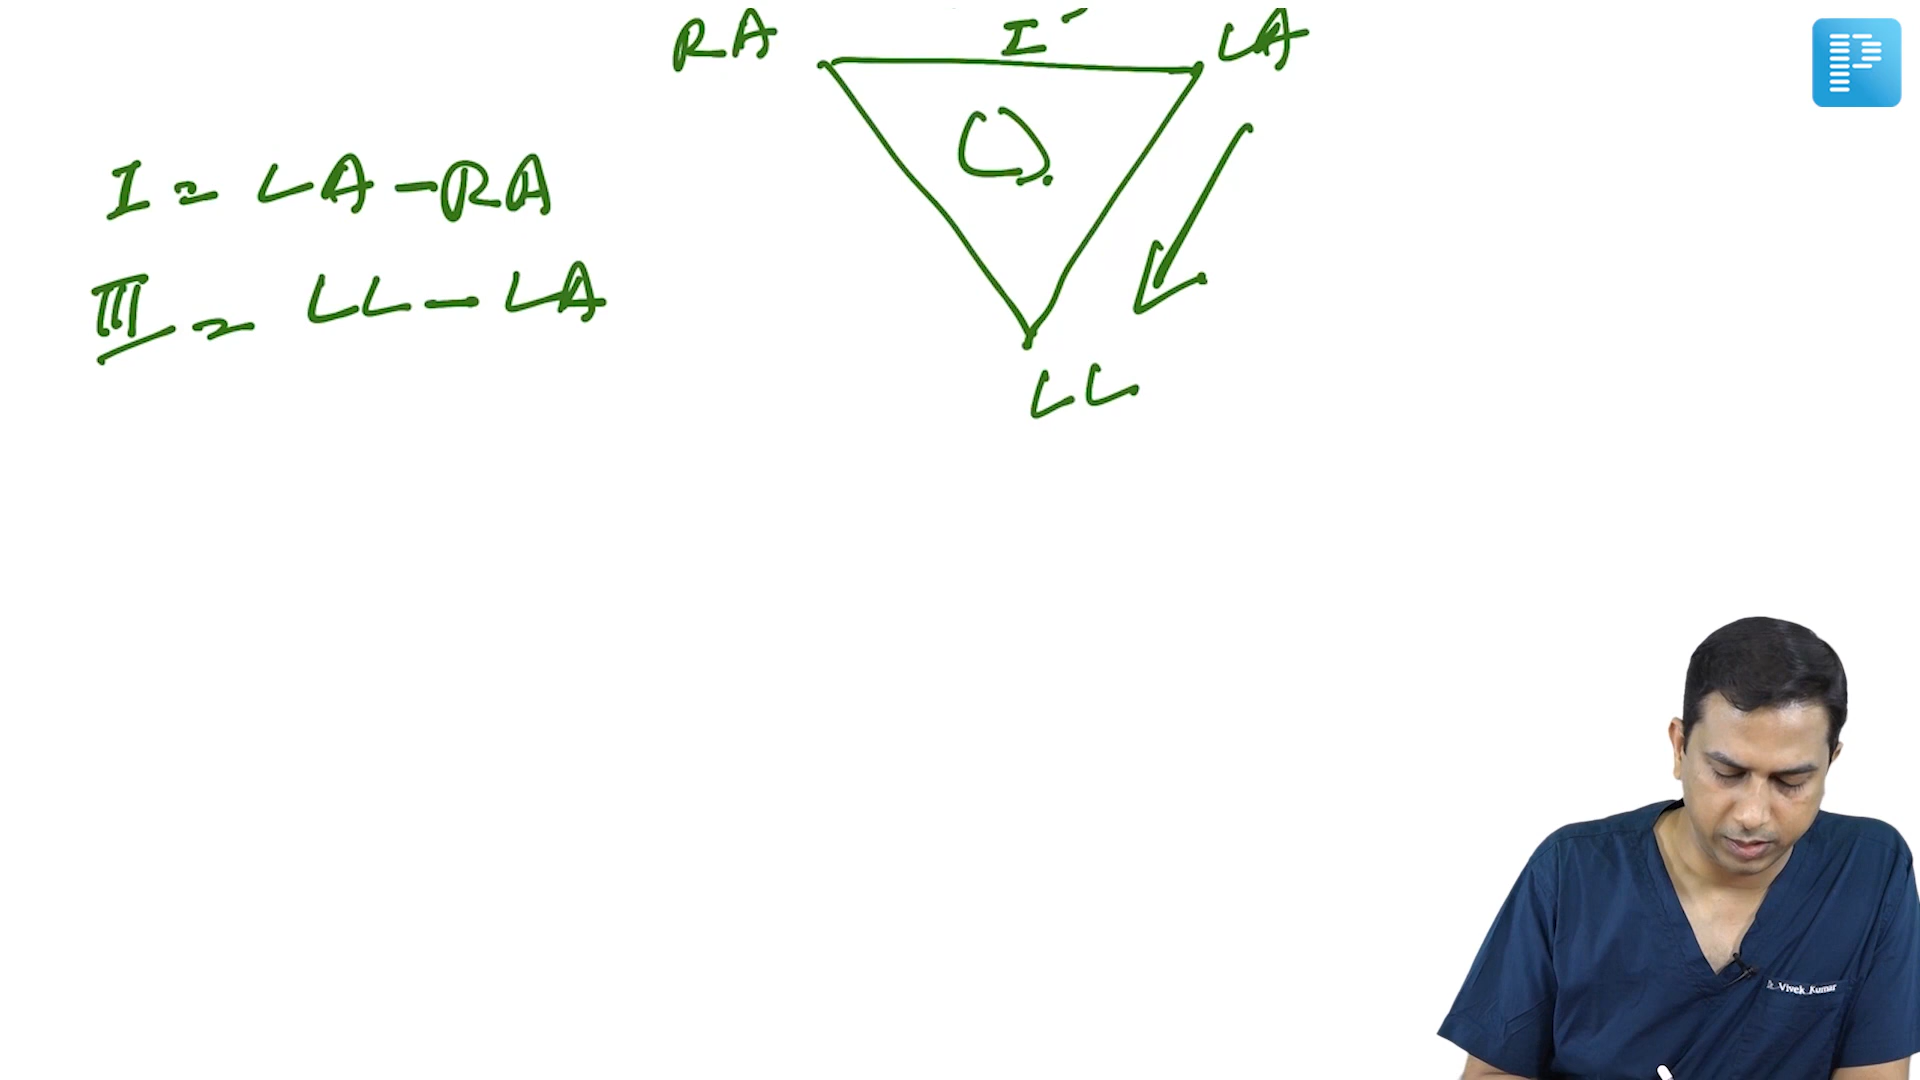 RA I LA
I = LA - RA
III = LL - LA
LL
Dr. Vivek Kumar